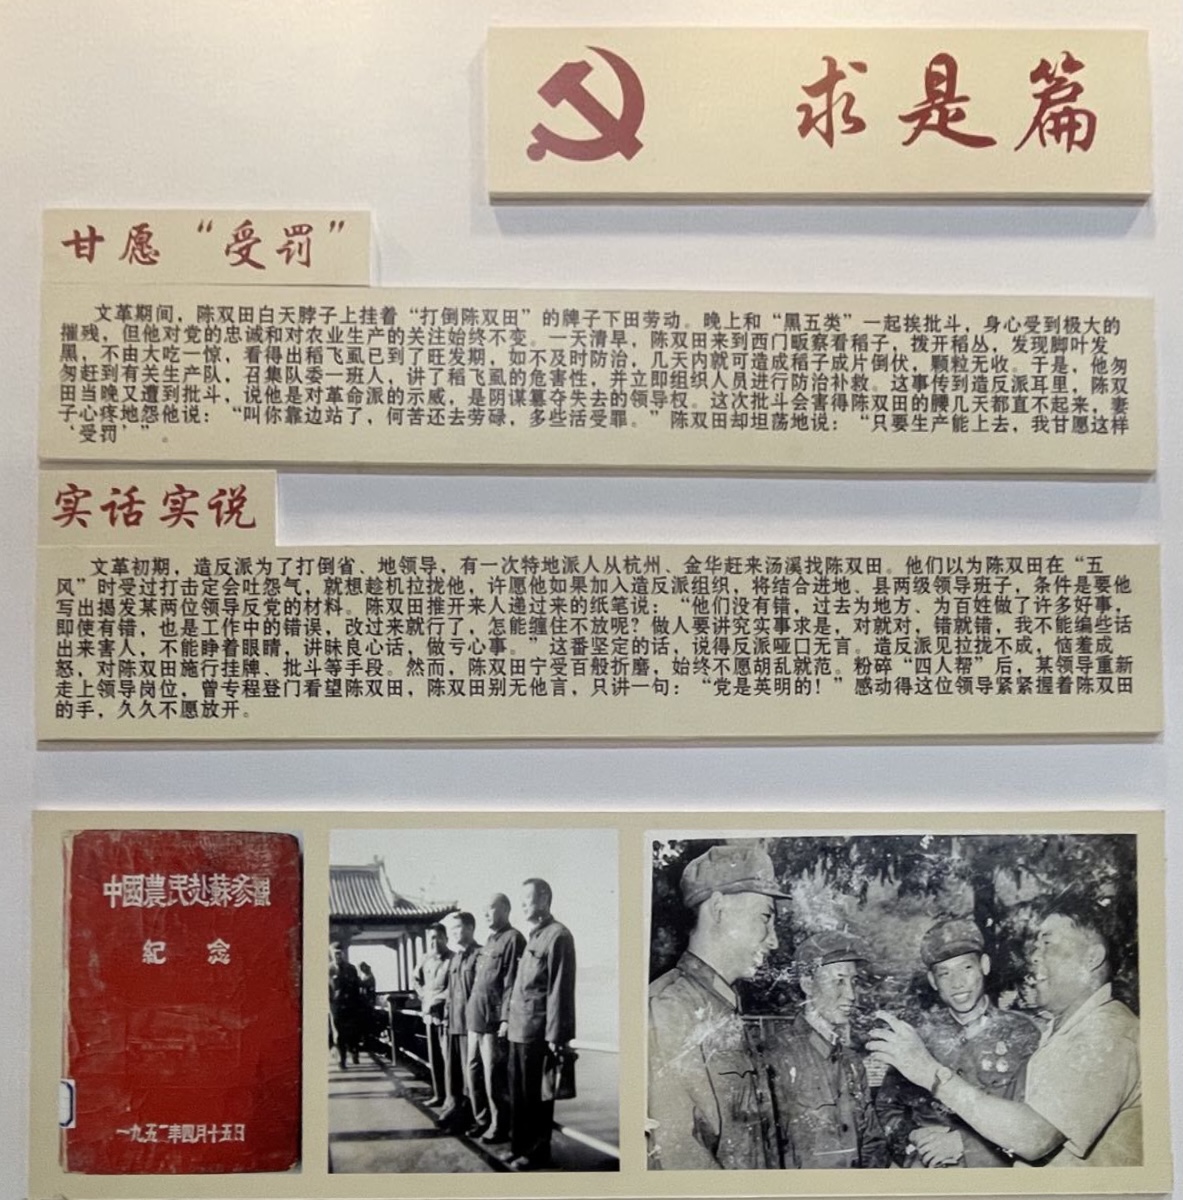 求是篇
甘愿“受罚”
文革期间，陈双田白天脖子上挂着“打倒陈双田”的牌子下田劳动。晚上和“黑五类”一起挨批斗，身心受到极大的
摧残，但他对党的忠诚和对农业生产的关注始终不变。一天清早，陈双田来到西门畈察看稻子，拨开稻丛，发现脚叶发
黑，不由大吃一惊，看得出稻飞虱已到了旺发期，如不及时防治，几天内就可造成稻子成片倒伏，颗粒无收。于是，他匆
匆赶到有关生产队，召集队委一班人，讲了稻飞虱的危害性，并立即组织人员进行防治补救。这事传到造反派耳里，陈双
田当晚又遭到批斗，说他是对革命派的示威，是阴谋篡夺失去的领导权。这次批斗会害得陈双田的腰几天都直不起来，妻
子心疼地怨他说：“叫你靠边站了，何苦还去劳碌，多些活受罪。”陈双田却坦荡地说：“只要生产能上去，我甘愿这样
‘受罚’”。
实话实说
文革初期，造反派为了打倒省、地领导，有一次特地派人从杭州、金华赶来汤溪找陈双田。他们以为陈双田在“五
风”时受过打击定会吐怨气，就想趁机拉拢他，许愿他如果加入造反派组织，将结合进地、县两级领导班子，条件是要他
写出揭发某两位领导反党的材料。陈双田推开来人递过来的纸笔说：“他们没有错，过去为地方、为百姓做了许多好事，
即使有错，也是工作中的错误，改过来就行了，怎能缠住不放呢？做人要讲究实事求是，对就对，错就错，我不能编些话
出来害人，不能睁着眼睛，讲昧良心话，做亏心事。”这番坚定的话，说得反派哑口无言。造反派见拉拢不成，恼羞成
怒，对陈双田施行挂牌、批斗等手段。然而，陈双田宁受百般折磨，始终不愿胡乱就范。粉碎“四人帮”后，某领导重新
走上领导岗位，曾专程登门看望陈双田，陈双田别无他言，只讲一句：“党是英明的！”感动得这位领导紧紧握着陈双田
的手，久久不愿放开。
中國農民赴蘇参觀
紀念
一九五二年四月十五日